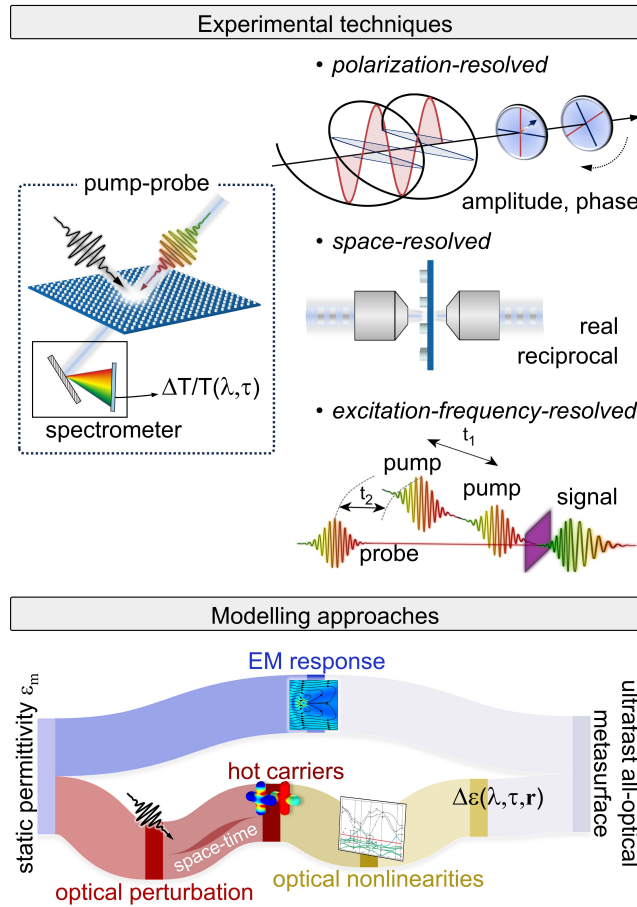 Experimental techniques
• polarization-resolved
amplitude, phase
pump-probe
ΔT/T(λ,τ)
spectrometer
• space-resolved
real
reciprocal
• excitation-frequency-resolved
t1
pump
t2
pump
signal
probe
Modelling approaches
EM response
static permittivity εm
hot carriers
space-time
optical perturbation
optical nonlinearities
Δε(λ,τ,r)
ultrafast all-optical
metasurface